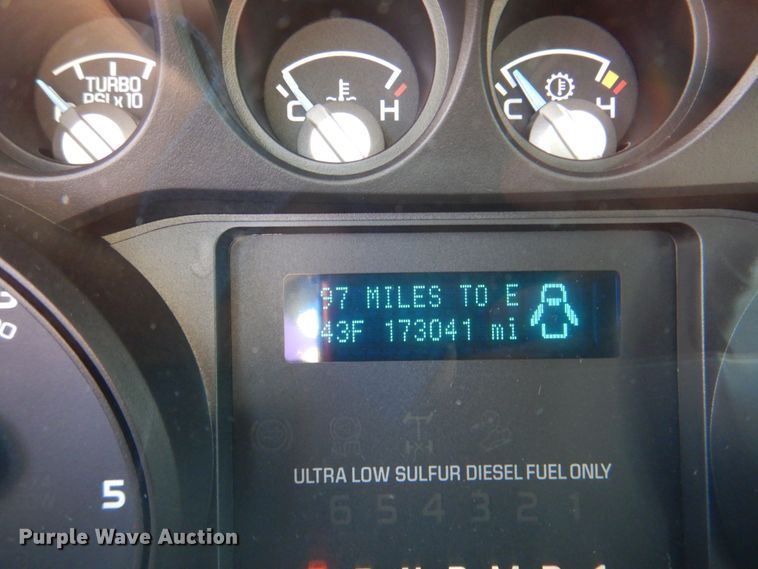 TURBO
PSI x 10
C H
C H
97 MILES TO E
43F 173041 mi
5
ULTRA LOW SULFUR DIESEL FUEL ONLY
6 5 4 3 2 1
Purple Wave Auction